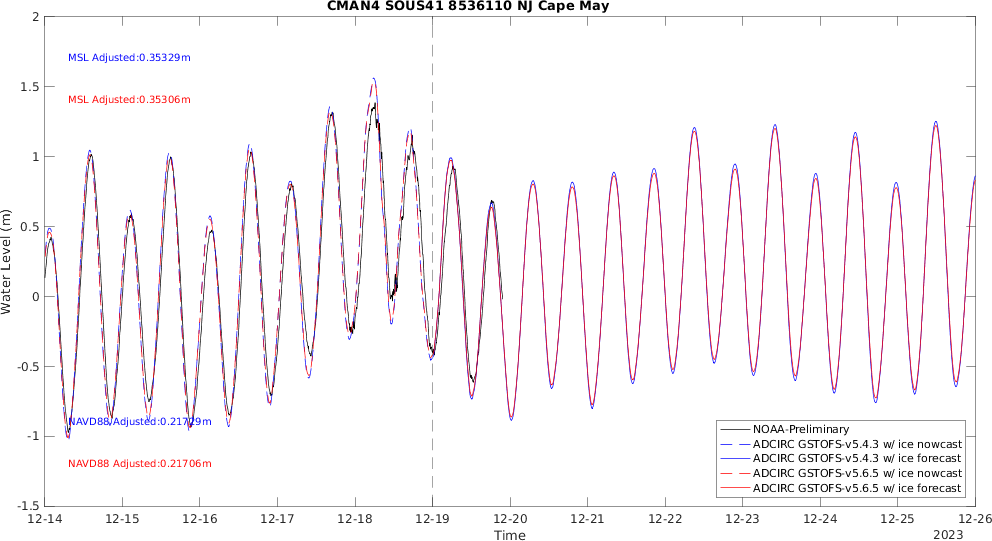 CMAN4 SOUS41 8536110 NJ Cape May
2
MSL Adjusted:0.35329m
1.5
MSL Adjusted:0.35306m
1
0.5
0
-0.5
NAVD88 Adjusted:0.21729m
-1
NAVD88 Adjusted:0.21706m
-1.5
Water Level (m)
NOAA-Preliminary
ADCIRC GSTOFS-v5.4.3 w/ ice nowcast
ADCIRC GSTOFS-v5.4.3 w/ ice forecast
ADCIRC GSTOFS-v5.6.5 w/ ice nowcast
ADCIRC GSTOFS-v5.6.5 w/ ice forecast
12-14 12-15 12-16 12-17 12-18 12-19 12-20 12-21 12-22 12-23 12-24 12-25 12-26
Time
2023